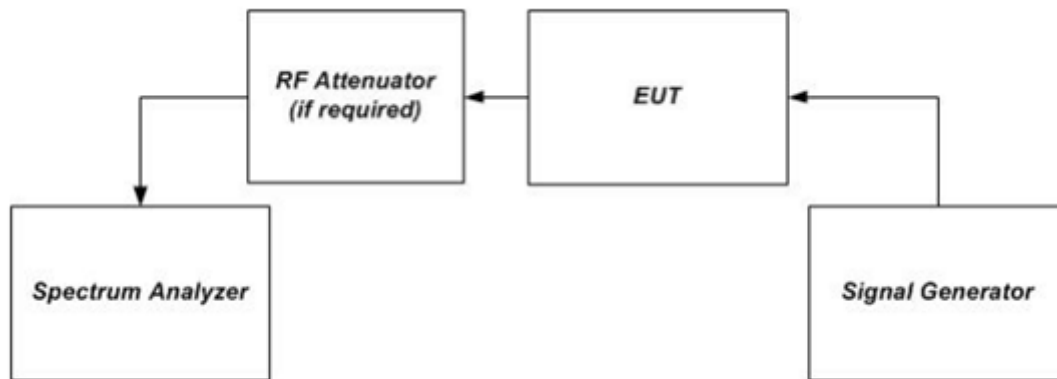 RF Attenuator
(if required)
EUT
Spectrum Analyzer
Signal Generator